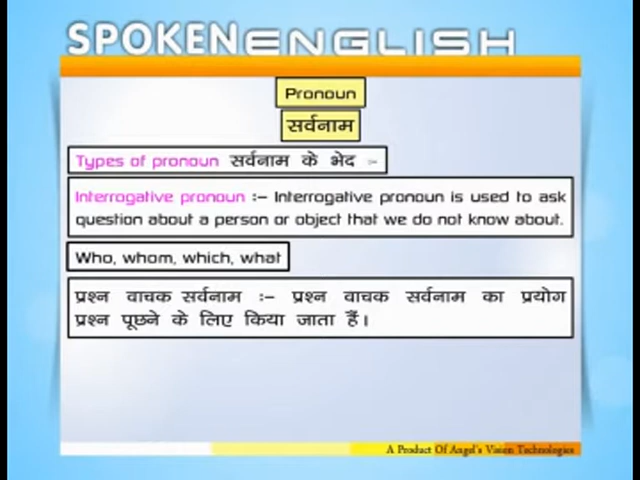 SPOKEN ENGLISH
Pronoun
सर्वनाम
Types of pronoun सर्वनाम के भेद :-
Interrogative pronoun :- Interrogative pronoun is used to ask
question about a person or object that we do not know about.
Who, whom, which, what
प्रश्न वाचक सर्वनाम :- प्रश्न वाचक सर्वनाम का प्रयोग
प्रश्न पूछने के लिए किया जाता हैं।
A Product Of Angel's Vision Technologies